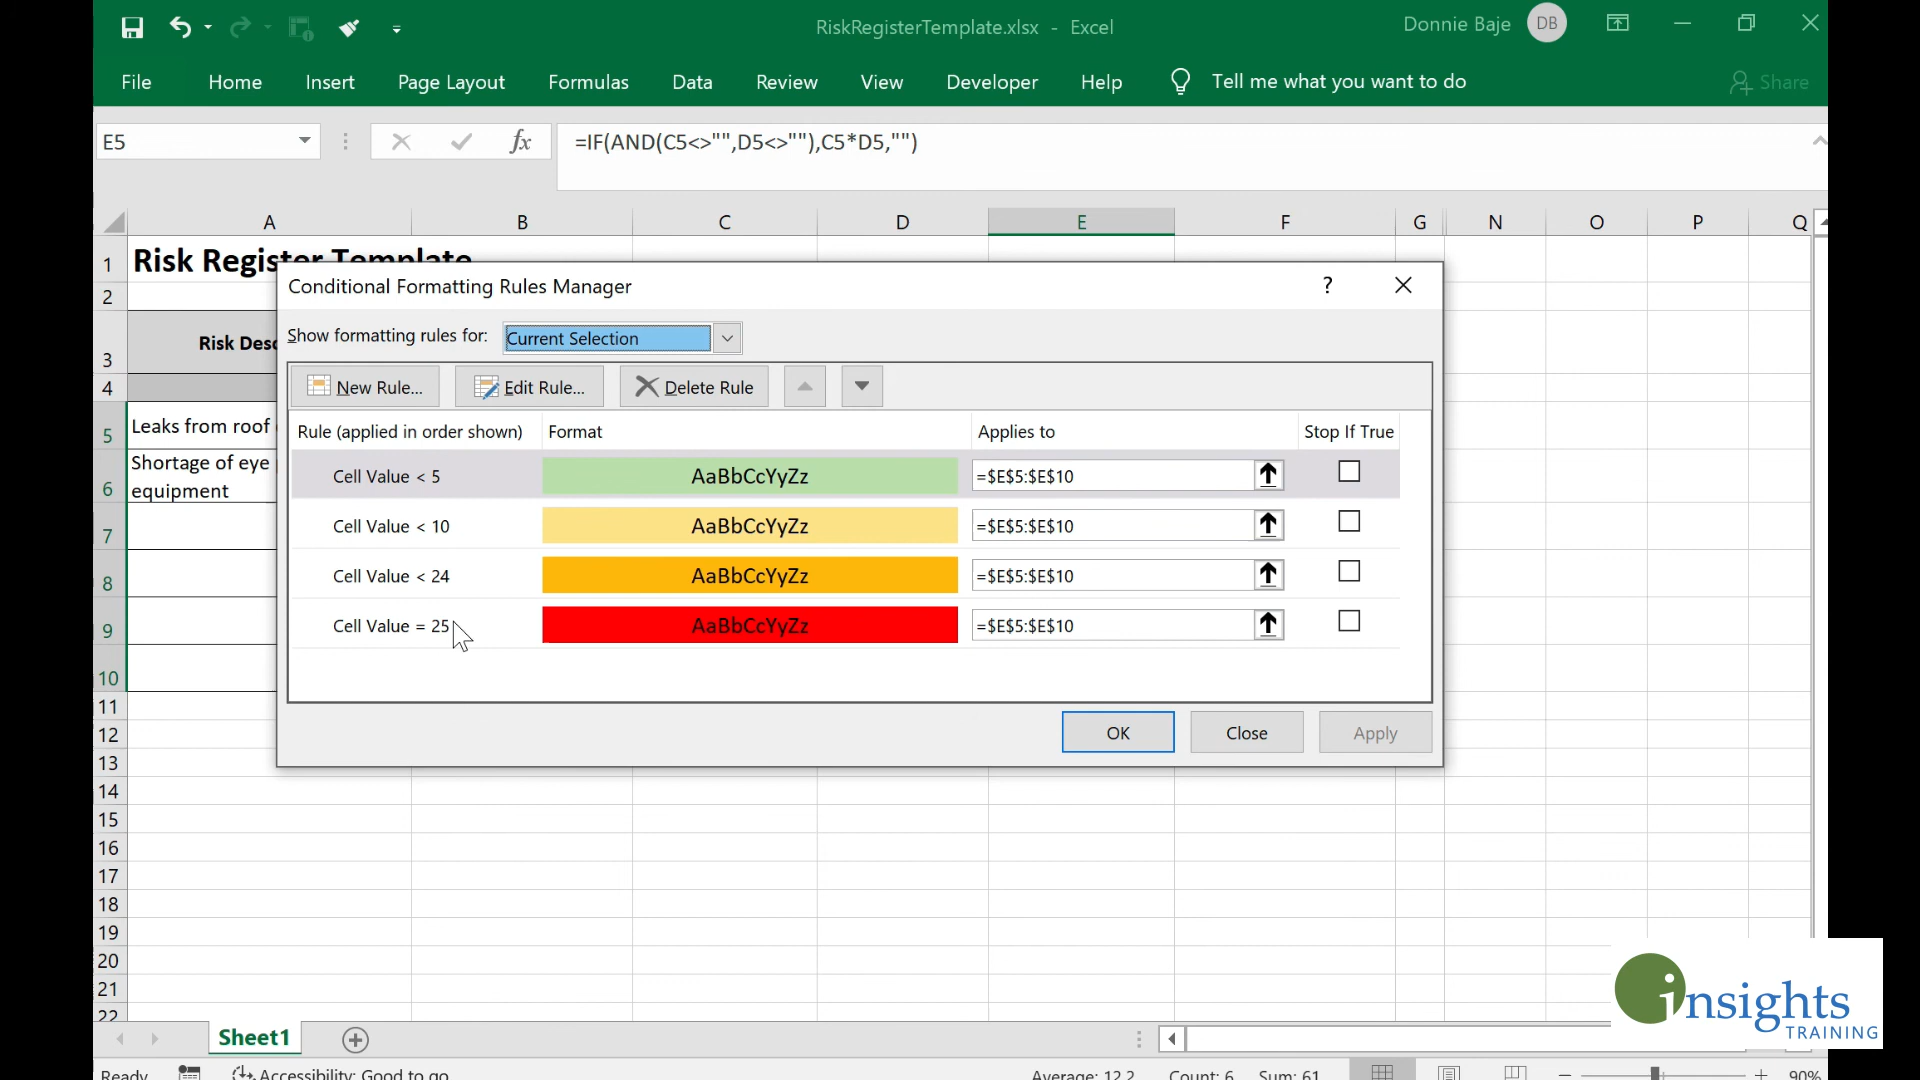 RiskRegisterTemplate.xlsx - Excel
Donnie Baje DB
File Home Insert Page Layout Formulas Data Review View Developer Help Tell me what you want to do Share
E5 fx =IF(AND(C5<>"",D5<>""),C5*D5,"")
A B C D E F G N O P Q
1 Risk Register Template
2
Conditional Formatting Rules Manager ? 
Show formatting rules for: Current Selection
3 Risk Desc
New Rule... Edit Rule... Delete Rule
4
Rule (applied in order shown) Format Applies to Stop If True
5 Leaks from roof
Cell Value < 5 AaBbCcYyZz =$E$5:$E$10
Shortage of eye
6 equipment
Cell Value < 10 AaBbCcYyZz =$E$5:$E$10
7
Cell Value < 24 AaBbCcYyZz =$E$5:$E$10
8
Cell Value = 25 AaBbCcYyZz =$E$5:$E$10
9
10
OK Close Apply
11
12
13
14
15
16
17
18
19
20
21
22
insights
TRAINING
Sheet1
Ready Accessibility: Good to go Average: 12.2 Count: 6 Sum: 61 90%